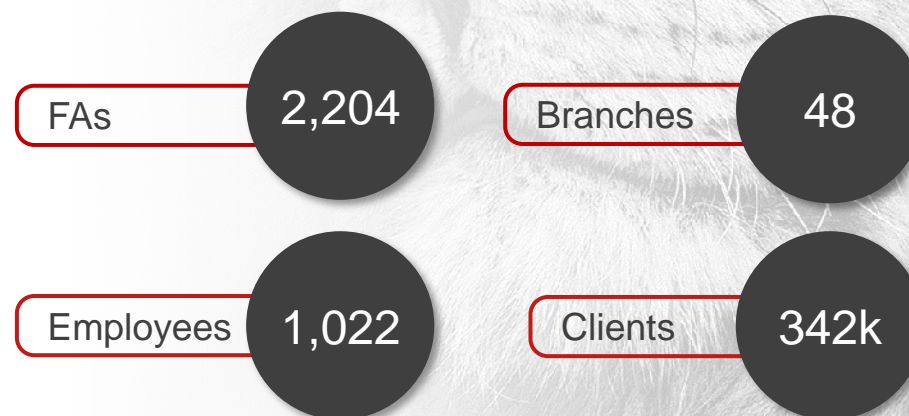 FAs
2,204
Branches
48
Employees
1,022
Clients
342k